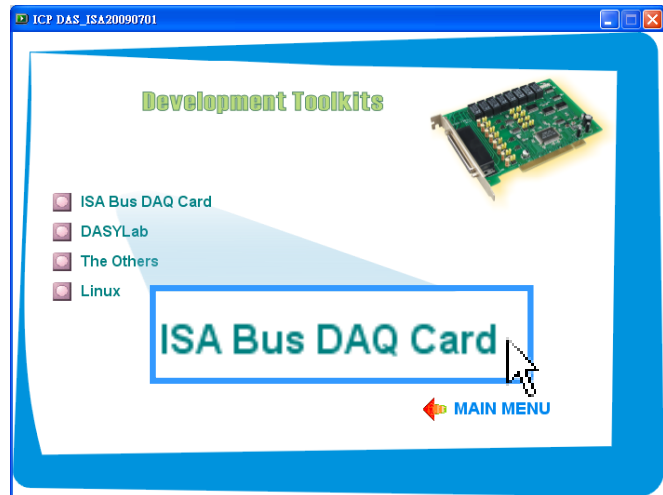 ICP DAS_ISA20090701
Development Toolkits
ISA Bus DAQ Card
DASYLab
The Others
Linux
ISA Bus DAQ Card
MAIN MENU